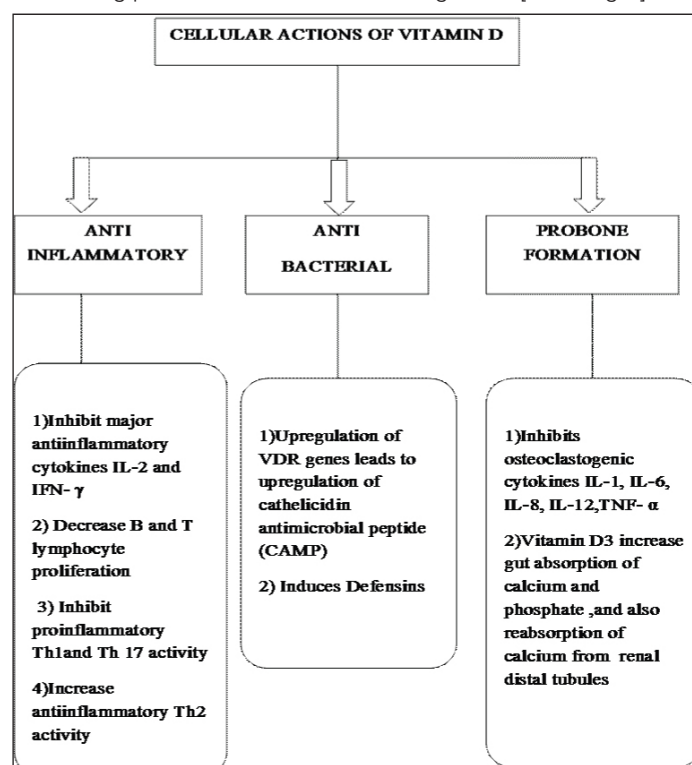 CELLULAR ACTIONS OF VITAMIN D
ANTI
INFLAMMATORY
ANTI
BACTERIAL
PROBONE
FORMATION
1)Inhibit major
antiinflammatory
cytokines IL-2 and
IFN- γ
2) Decrease B and T
lymphocyte
proliferation
3) Inhibit
proinflammatory
Th1and Th 17 activity
4)Increase
antiinflammatory Th2
activity
1)Upregulation of
VDR genes leads to
upregulation of
cathelicidin
antimicrobial peptide
(CAMP)
2) Induces Defensins
1)Inhibits
osteoclastogenic
cytokines IL-1, IL-6,
IL-8, IL-12,TNF- α
2)Vitamin D3 increase
gut absorption of
calcium and
phosphate ,and also
reabsorption of
calcium from renal
distal tubules